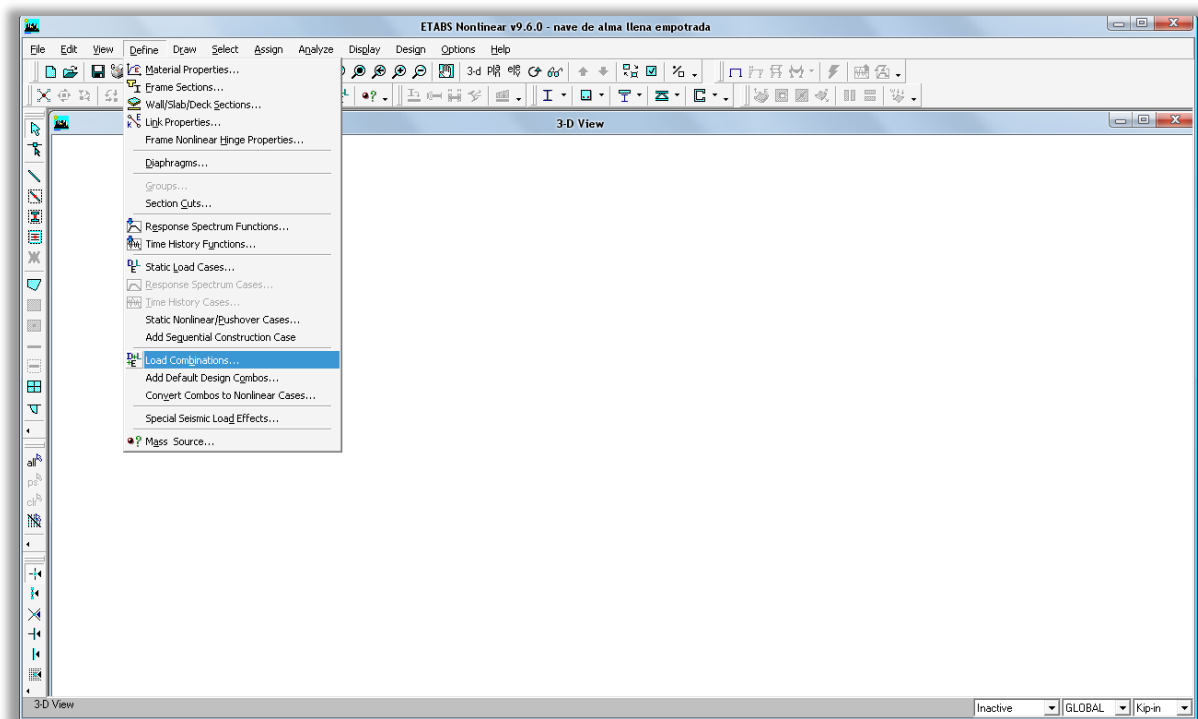 ETABS Nonlinear v9.6.0 - nave de alma llena empotrada
File Edit View Define Draw Select Assign Analyze Display Design Options Help
3-d
3-D View
Material Properties...
Frame Sections...
Wall/Slab/Deck Sections...
Link Properties...
Frame Nonlinear Hinge Properties...
Diaphragms...
Groups...
Section Cuts...
Response Spectrum Functions...
Time History Functions...
Static Load Cases...
Response Spectrum Cases...
Time History Cases...
Static Nonlinear/Pushover Cases...
Add Sequential Construction Case
Load Combinations...
Add Default Design Combos...
Convert Combos to Nonlinear Cases...
Special Seismic Load Effects...
Mass Source...
all
ps
clr
3-D View Inactive GLOBAL Kip-in